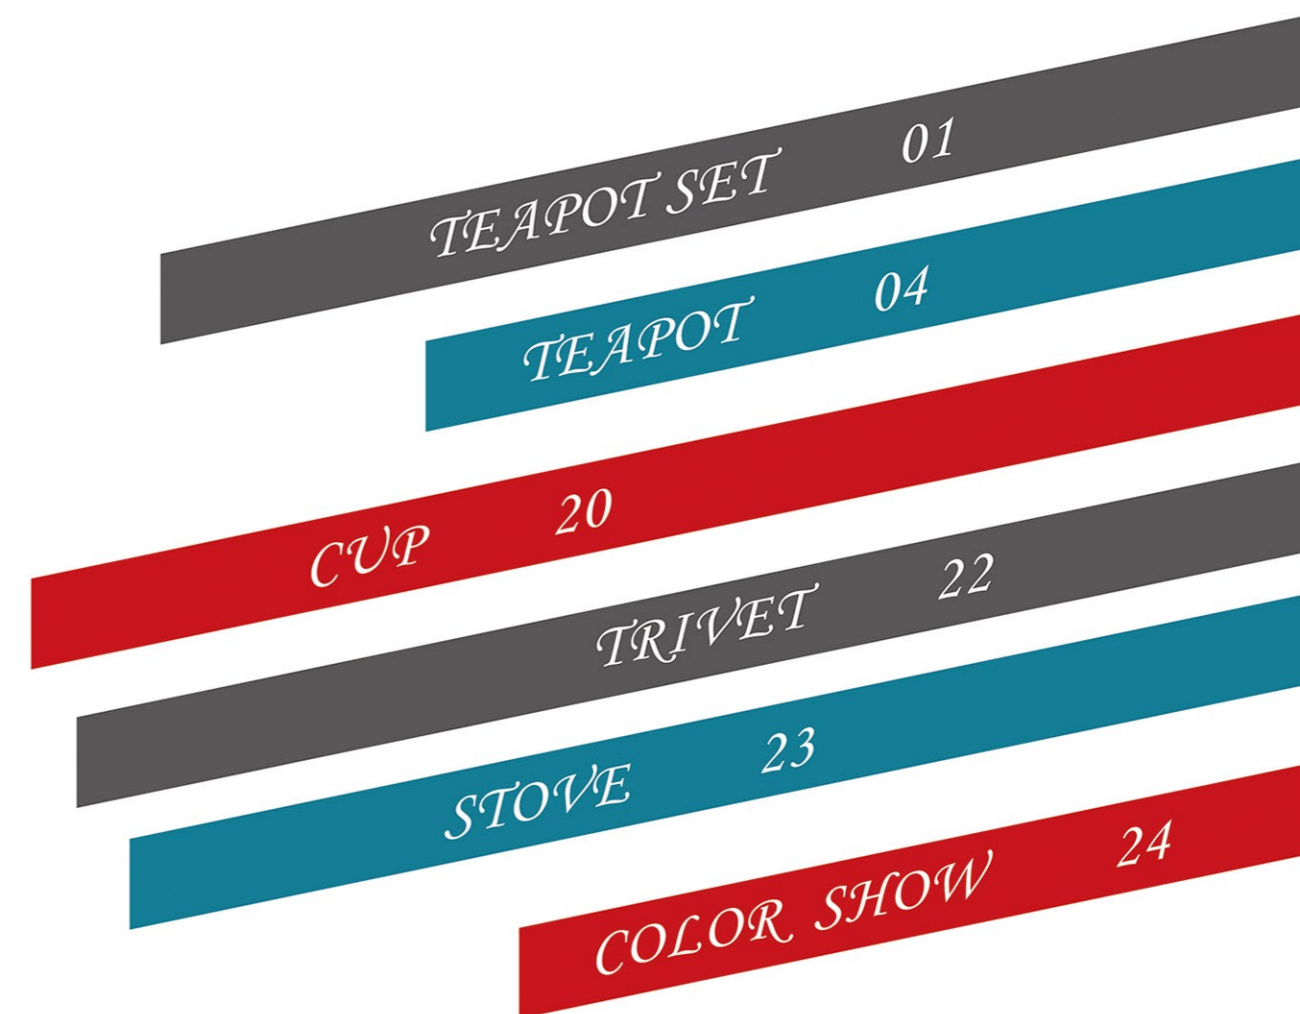 TEAPOT SET 01
TEAPOT 04
CUP 20
TRIVET 22
STOVE 23
COLOR SHOW 24